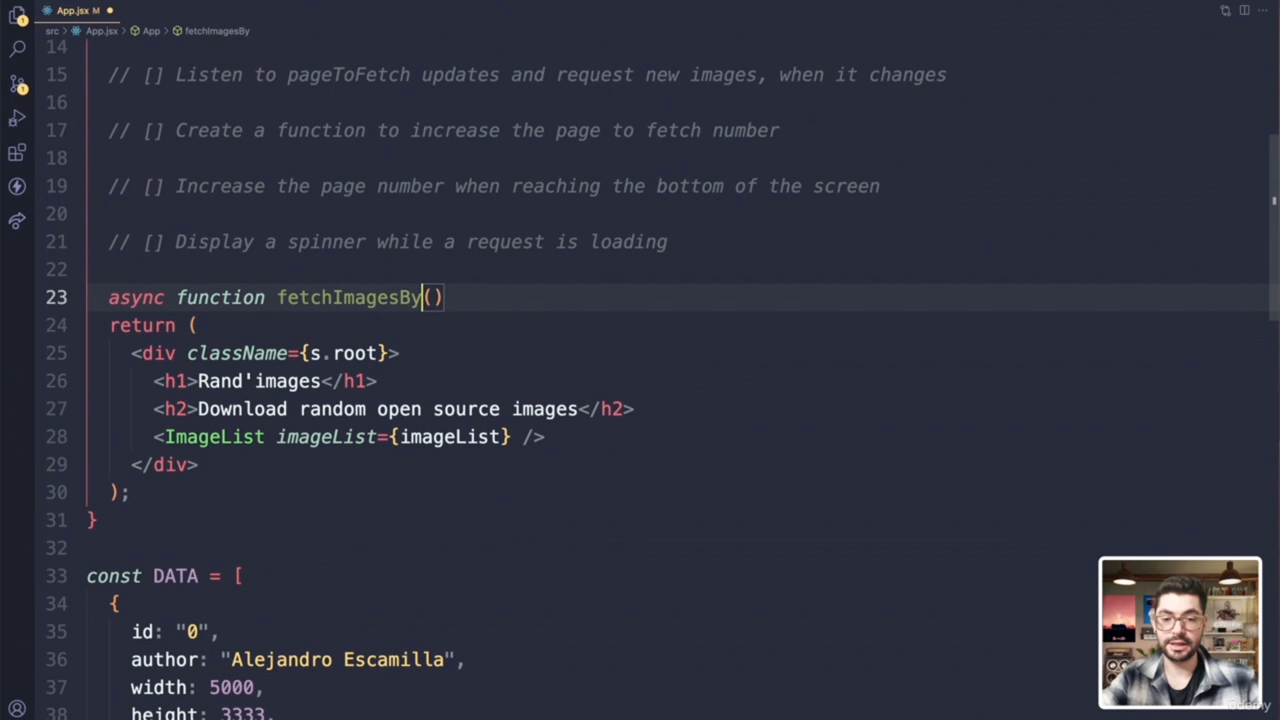 App.jsx M
src > App.jsx > App > fetchImagesBy
14
15 // [] Listen to pageToFetch updates and request new images, when it changes
16
17 // [] Create a function to increase the page to fetch number
18
19 // [] Increase the page number when reaching the bottom of the screen
20
21 // [] Display a spinner while a request is loading
22
23 async function fetchImagesBy()
24 return (
25 <div className={s.root}>
26 <h1>Rand'images</h1>
27 <h2>Download random open source images</h2>
28 <ImageList imageList={imageList} />
29 </div>
30 );
31 }
32
33 const DATA = [
34 {
35 id: "0",
36 author: "Alejandro Escamilla",
37 width: 5000,
38 height: 3333,
1
1
udemy